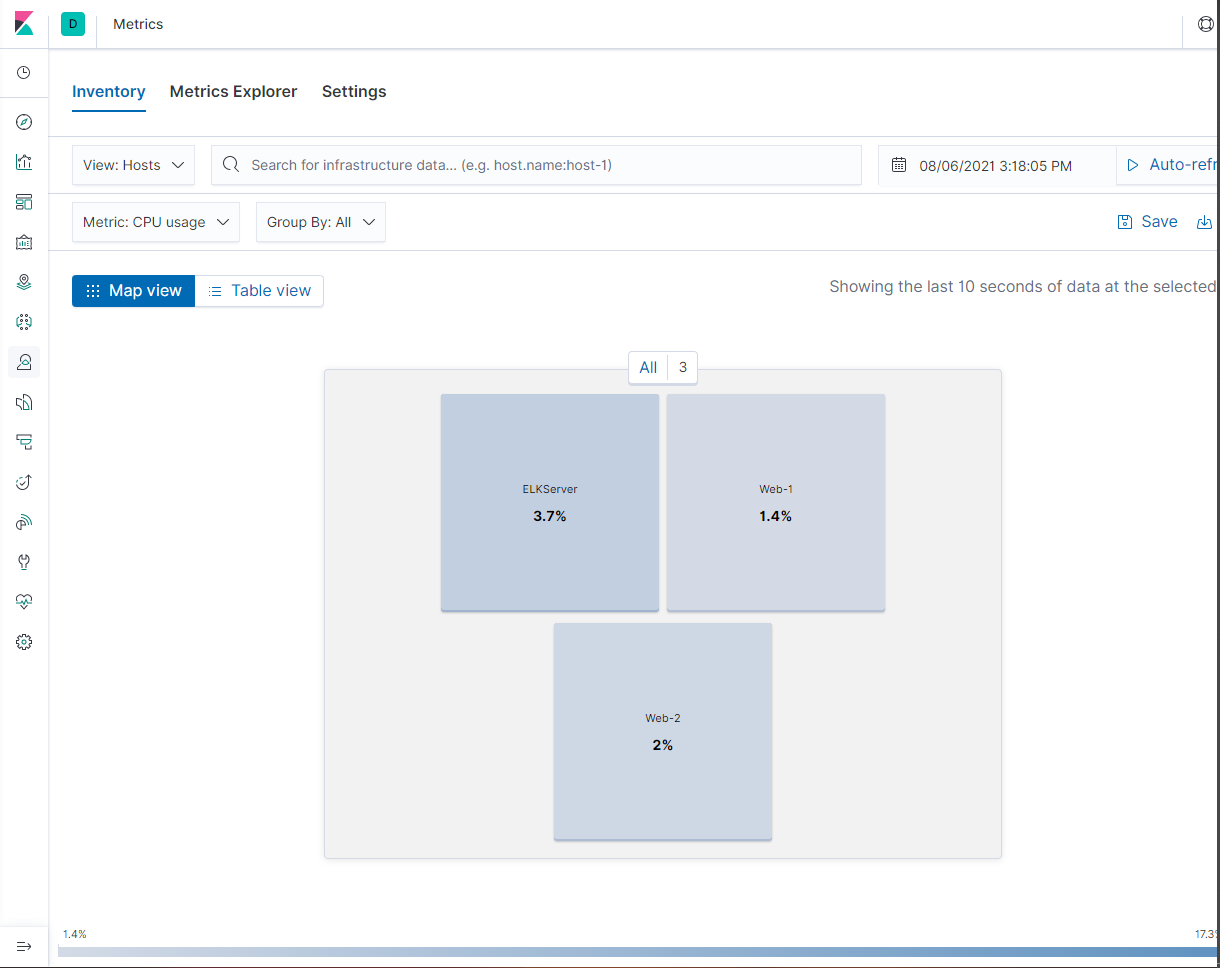 D Metrics
Inventory Metrics Explorer Settings
View: Hosts Search for infrastructure data... (e.g. host.name:host-1) 08/06/2021 3:18:05 PM Auto-refr
Metric: CPU usage Group By: All Save
Map view Table view Showing the last 10 seconds of data at the selected
All 3
ELKServer Web-1
3.7% 1.4%
Web-2
2%
1.4% 17.3%